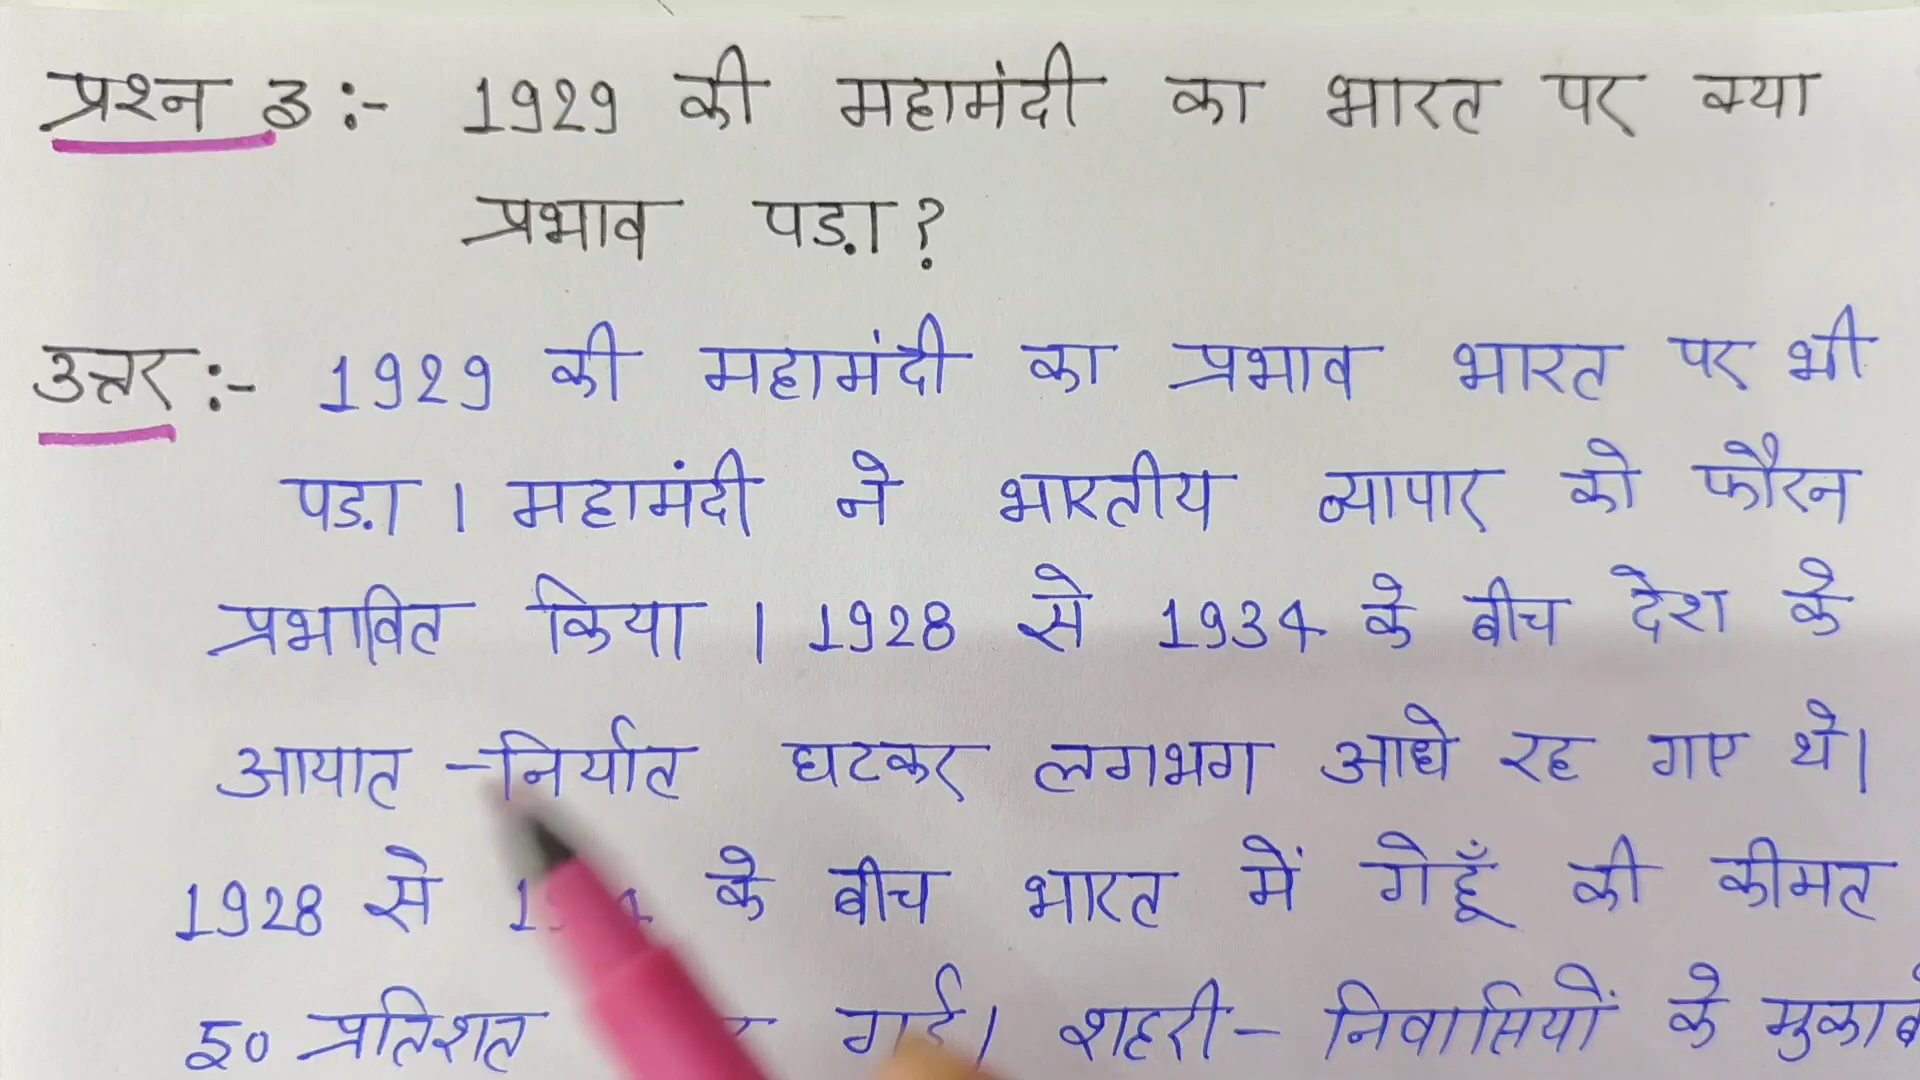 प्रश्न 3 :- 1929 की महामंदी का भारत पर क्या
प्रभाव पड़ा ?
उत्तर :- 1929 की महामंदी का प्रभाव भारत पर भी
पड़ा । महामंदी ने भारतीय व्यापार को फौरन
प्रभावित किया । 1928 से 1934 के बीच देश के
आयात - निर्यात घटकर लगभग आधे रह गए थे।
1928 से के बीच भारत में गेहूँ की कीमत
50 प्रतिशत गई। शहरी - निवासियों के